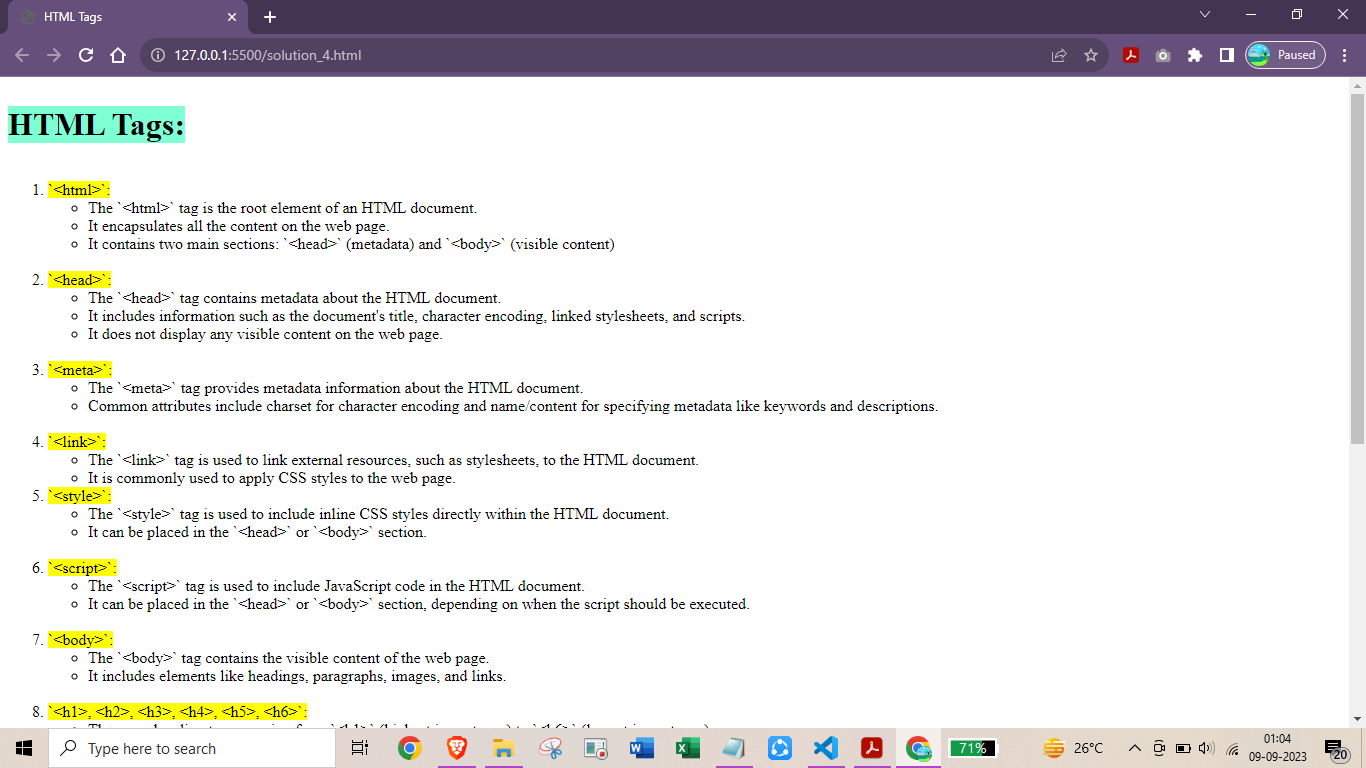 HTML Tags
127.0.0.1:5500/solution_4.html
Paused
HTML Tags:
1. `<html>`:
The `<html>` tag is the root element of an HTML document.
It encapsulates all the content on the web page.
It contains two main sections: `<head>` (metadata) and `<body>` (visible content)
2. `<head>`:
The `<head>` tag contains metadata about the HTML document.
It includes information such as the document's title, character encoding, linked stylesheets, and scripts.
It does not display any visible content on the web page.
3. `<meta>`:
The `<meta>` tag provides metadata information about the HTML document.
Common attributes include charset for character encoding and name/content for specifying metadata like keywords and descriptions.
4. `<link>`:
The `<link>` tag is used to link external resources, such as stylesheets, to the HTML document.
It is commonly used to apply CSS styles to the web page.
5. `<style>`:
The `<style>` tag is used to include inline CSS styles directly within the HTML document.
It can be placed in the `<head>` or `<body>` section.
6. `<script>`:
The `<script>` tag is used to include JavaScript code in the HTML document.
It can be placed in the `<head>` or `<body>` section, depending on when the script should be executed.
7. `<body>`:
The `<body>` tag contains the visible content of the web page.
It includes elements like headings, paragraphs, images, and links.
8. `<h1>, <h2>, <h3>, <h4>, <h5>, <h6>`:
Type here to search
71%
26°C
01:04
09-09-2023
20